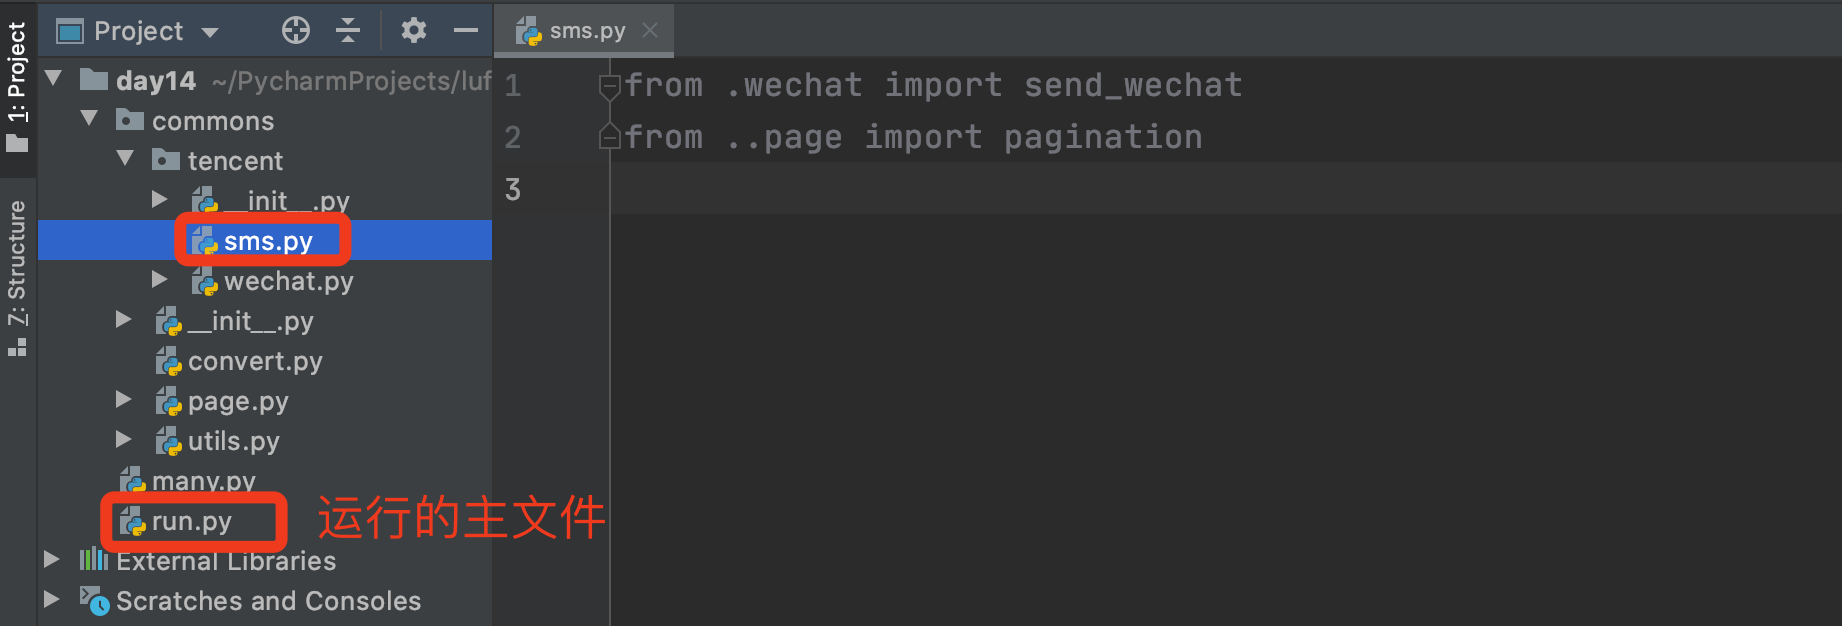 1: Project
Z: Structure
Project
day14 ~/PycharmProjects/luf
commons
tencent
__init__.py
sms.py
wechat.py
__init__.py
convert.py
page.py
utils.py
many.py
run.py
运行的主文件
External Libraries
Scratches and Consoles
sms.py
1 from .wechat import send_wechat
2 from ..page import pagination
3